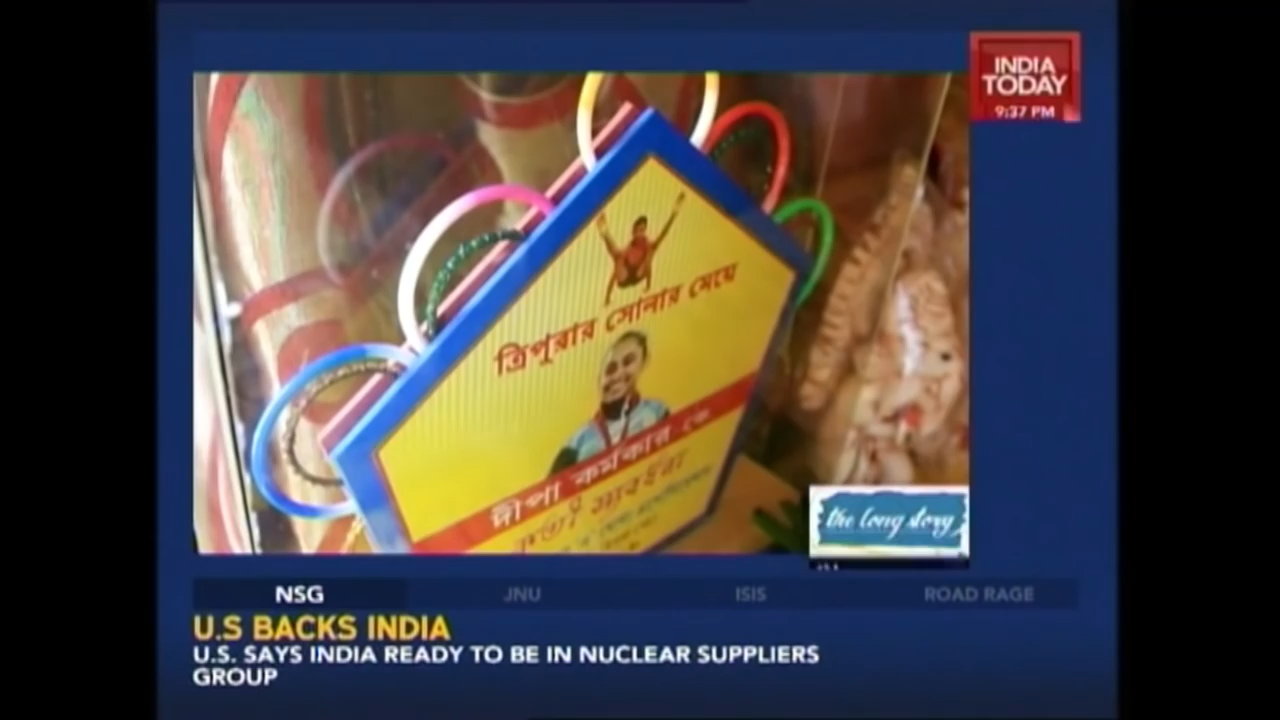 INDIA
TODAY
9:37 PM
ত্রিপুরার সোনার মেয়ে
দীপা কর্মকার কে
the long story
NSG
JNU
ISIS
ROAD RAGE
U.S BACKS INDIA
U.S. SAYS INDIA READY TO BE IN NUCLEAR SUPPLIERS
GROUP